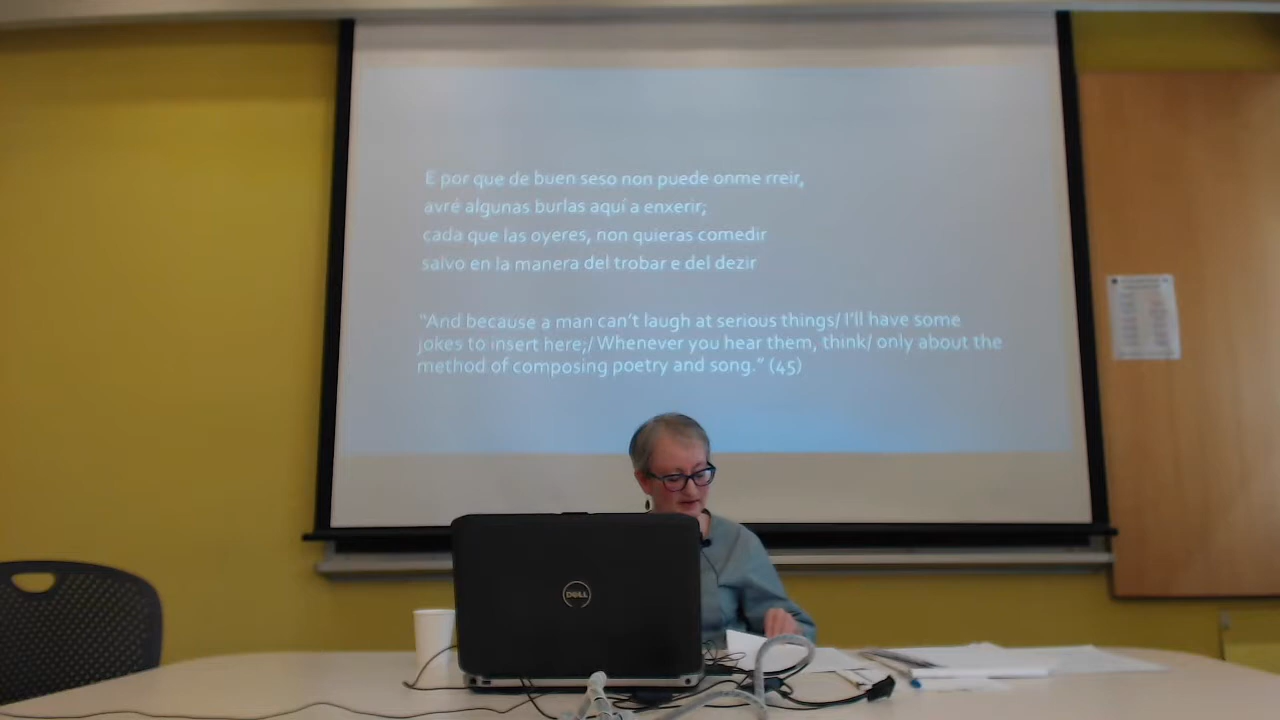 E por que de buen seso non puede onme rreir,
avré algunas burlas aquí a enxerir;
cada que las oyeres, non quieras comedir
salvo en la manera del trobar e del dezir
“And because a man can’t laugh at serious things/ I’ll have some
jokes to insert here;/ Whenever you hear them, think/ only about the
method of composing poetry and song.” (45)
DELL